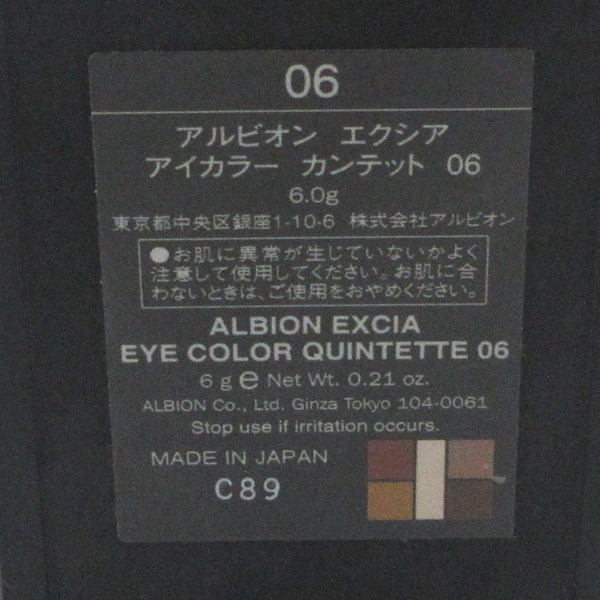 06
アルビオン エクシア
アイカラー カンテット 06
6.0g
東京都中央区銀座1-10-6 株式会社アルビオン
●お肌に異常が生じていないかよく
注意して使用してください。お肌に合
わないときは、ご使用をおやめください。
ALBION EXCIA
EYE COLOR QUINTETTE 06
6 g e Net Wt. 0.21 oz.
ALBION Co., Ltd. Ginza Tokyo 104-0061
Stop use if irritation occurs.
MADE IN JAPAN
C89